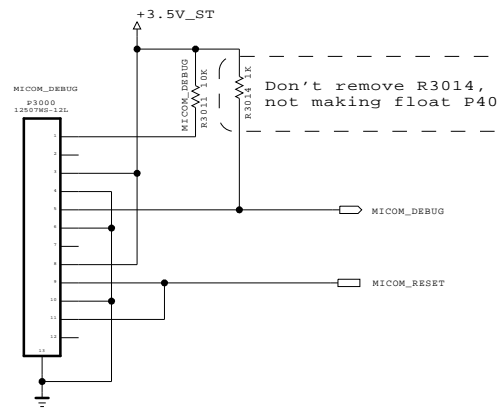 +3.5V_ST
MICOM_DEBUG
P3000
12507WS-12L
MICOM_DEBUG
R3011 10K
R3014 1K
Don't remove R3014,
not making float P40
1
2
3
4
5
6
7
8
9
10
11
12
13
MICOM_DEBUG
MICOM_RESET